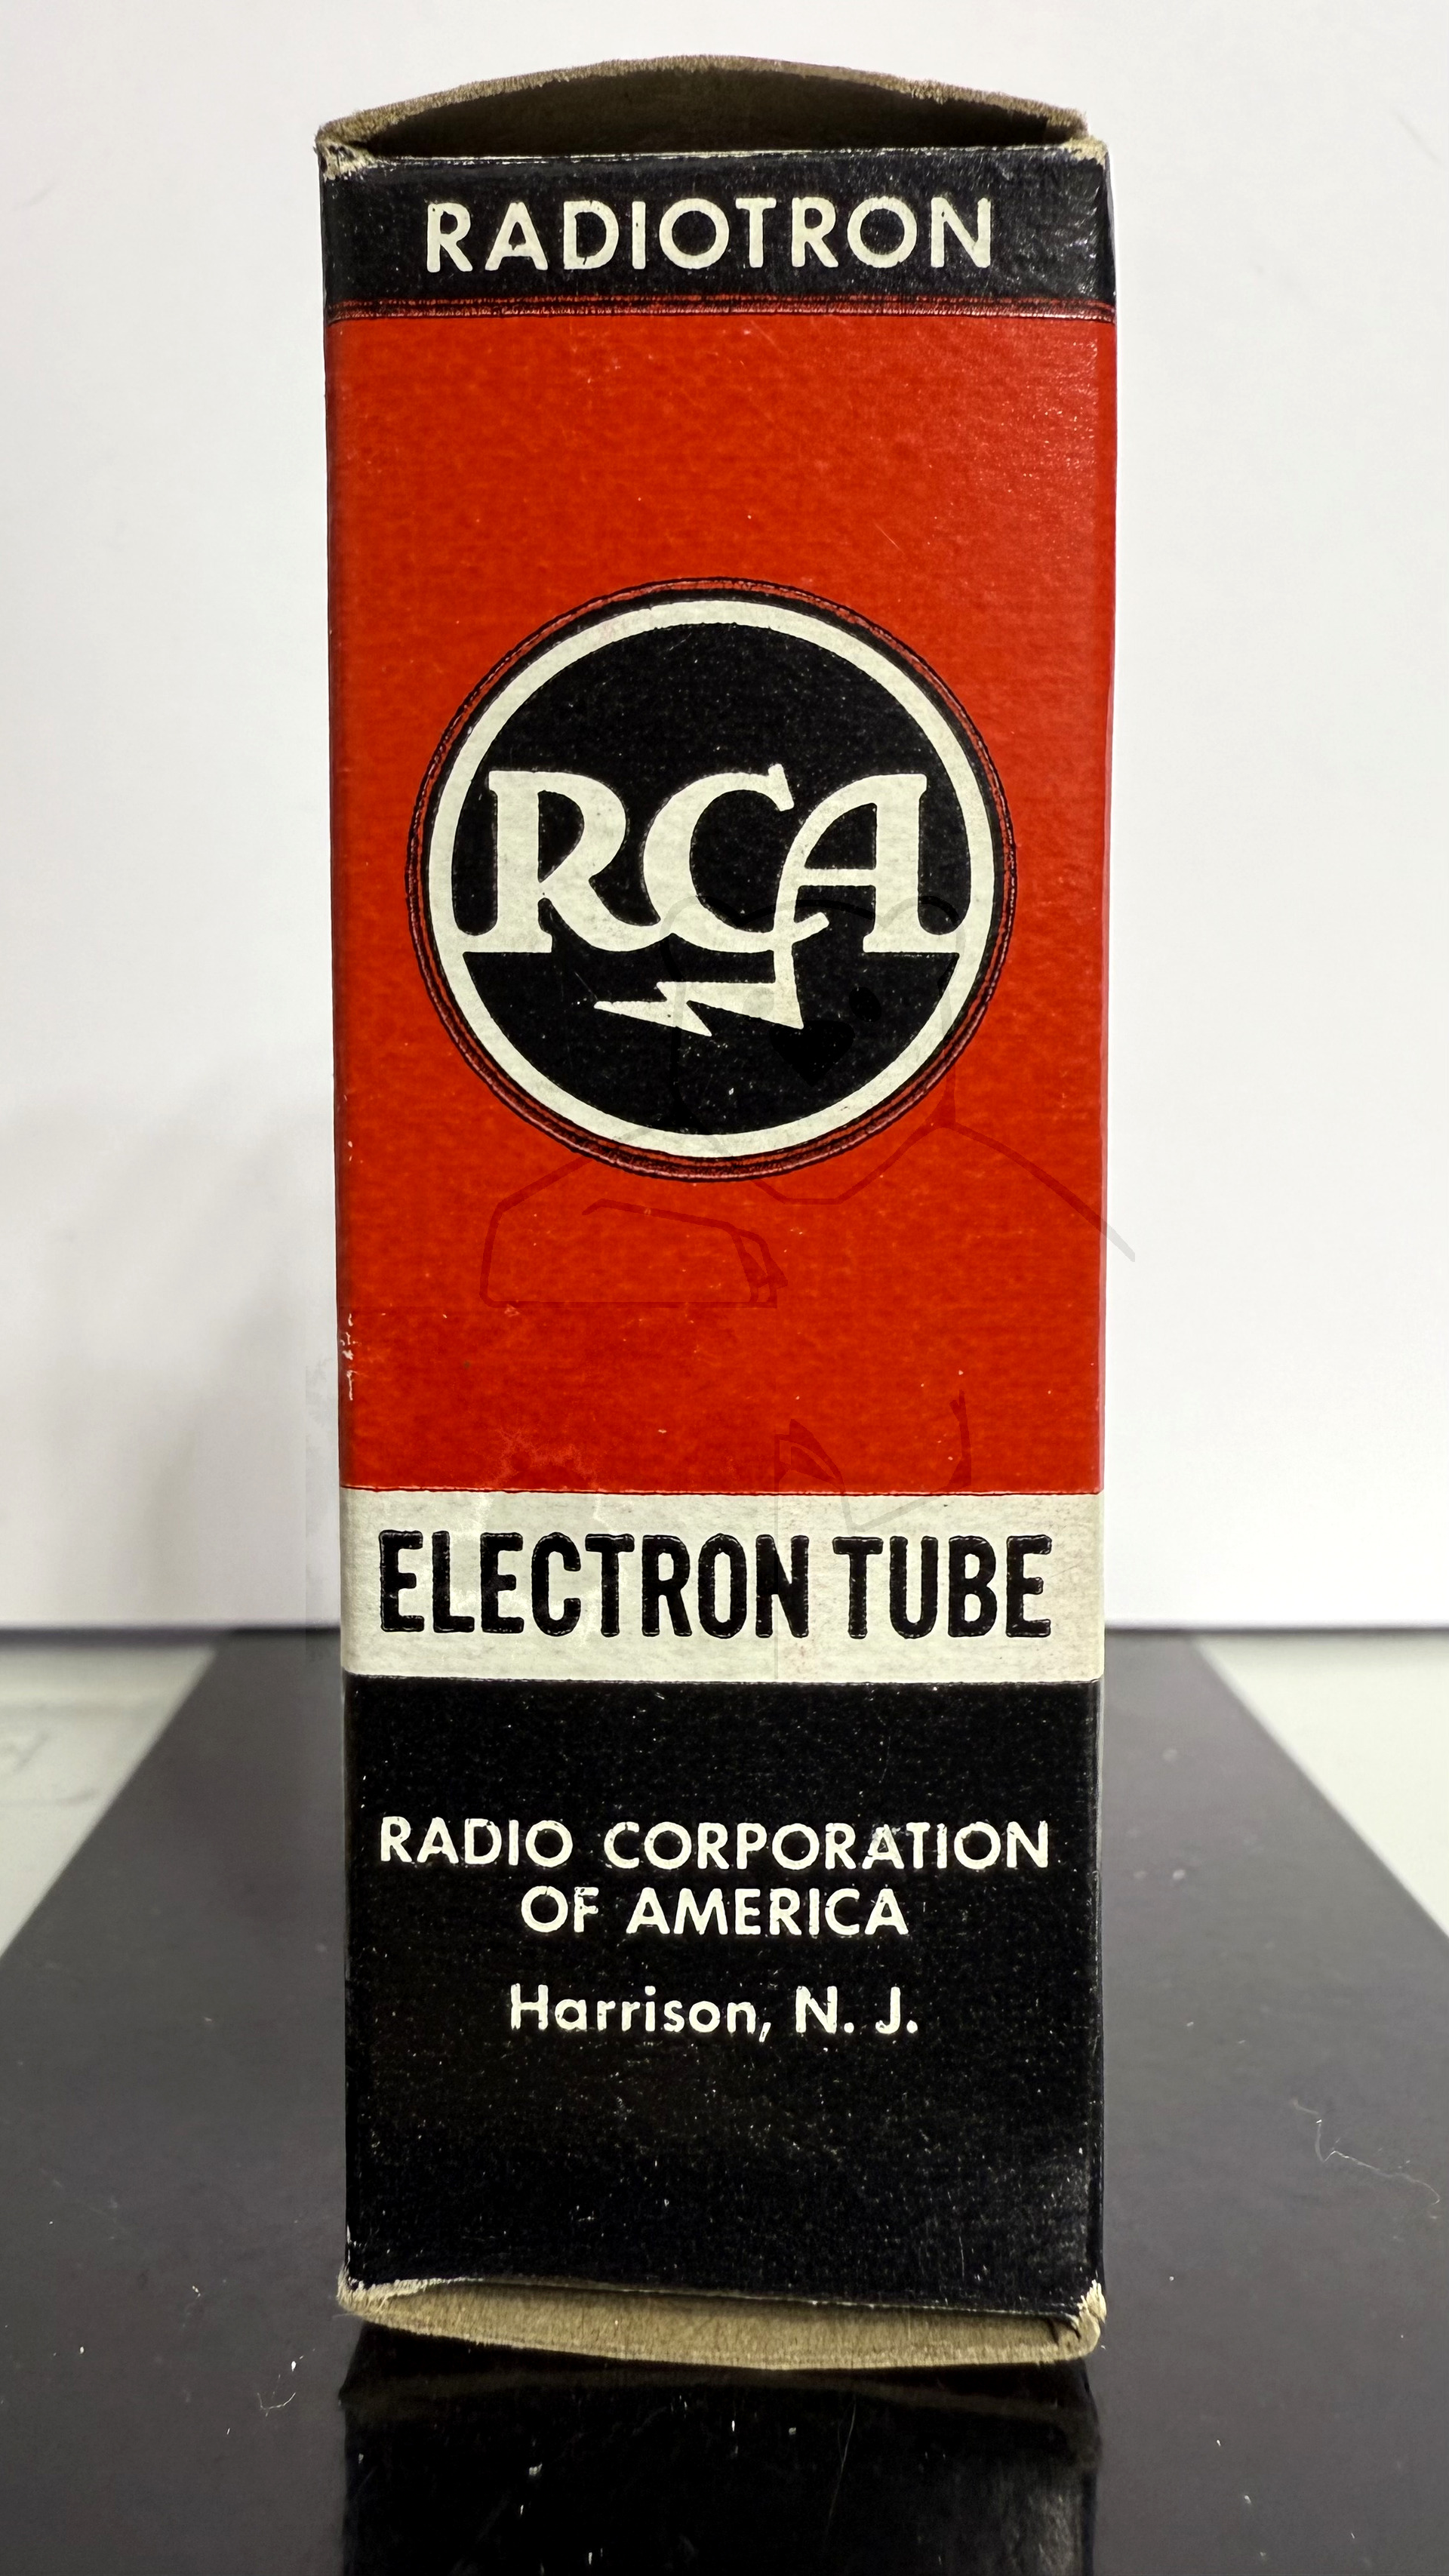 RADIOTRON
RCA
ELECTRON TUBE
RADIO CORPORATION
OF AMERICA
Harrison, N. J.